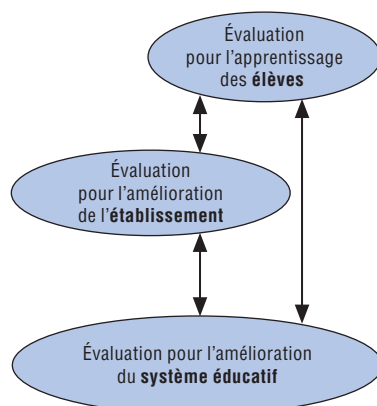 Évaluation
pour l'apprentissage
des élèves
Évaluation
pour l'amélioration
de l'établissement
Évaluation pour l'amélioration
du système éducatif